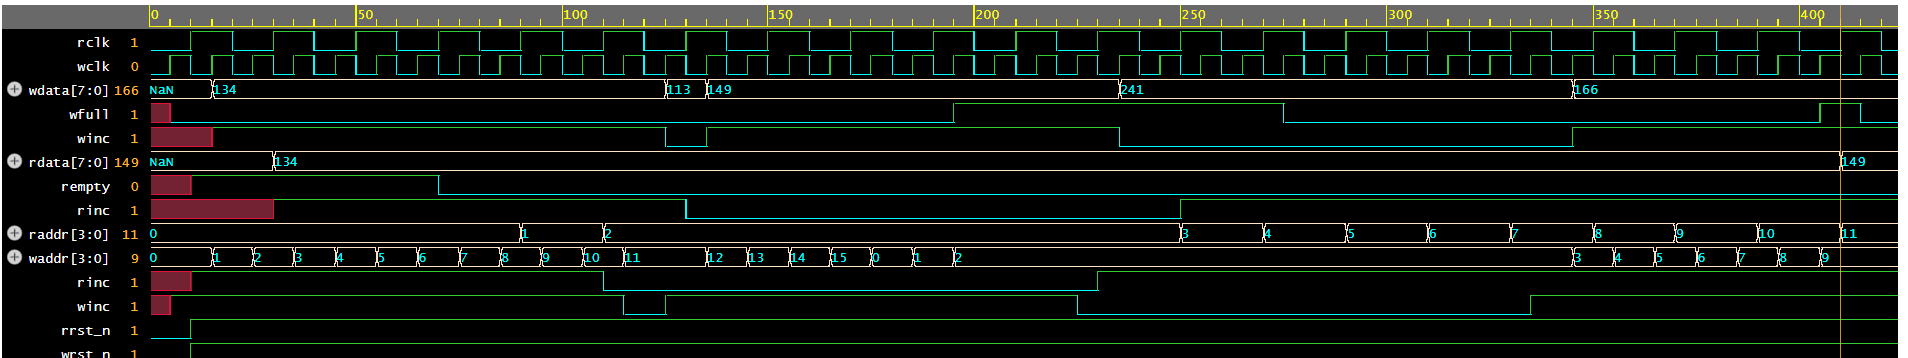 0 50 100 150 200 250 300 350 400
rclk 1
wclk 0
wdata[7:0] 166 NaN 134 113 149 241 166
wfull 1
winc 1
rdata[7:0] 149 NaN 134 149
rempty 0
rinc 1
raddr[3:0] 11 0 1 2 3 4 5 6 7 8 9 10 11
waddr[3:0] 9 0 1 2 3 4 5 6 7 8 9 10 11 12 13 14 15 0 1 2 3 4 5 6 7 8 9
rinc 1
winc 1
rrst_n 1
wrst_n 1